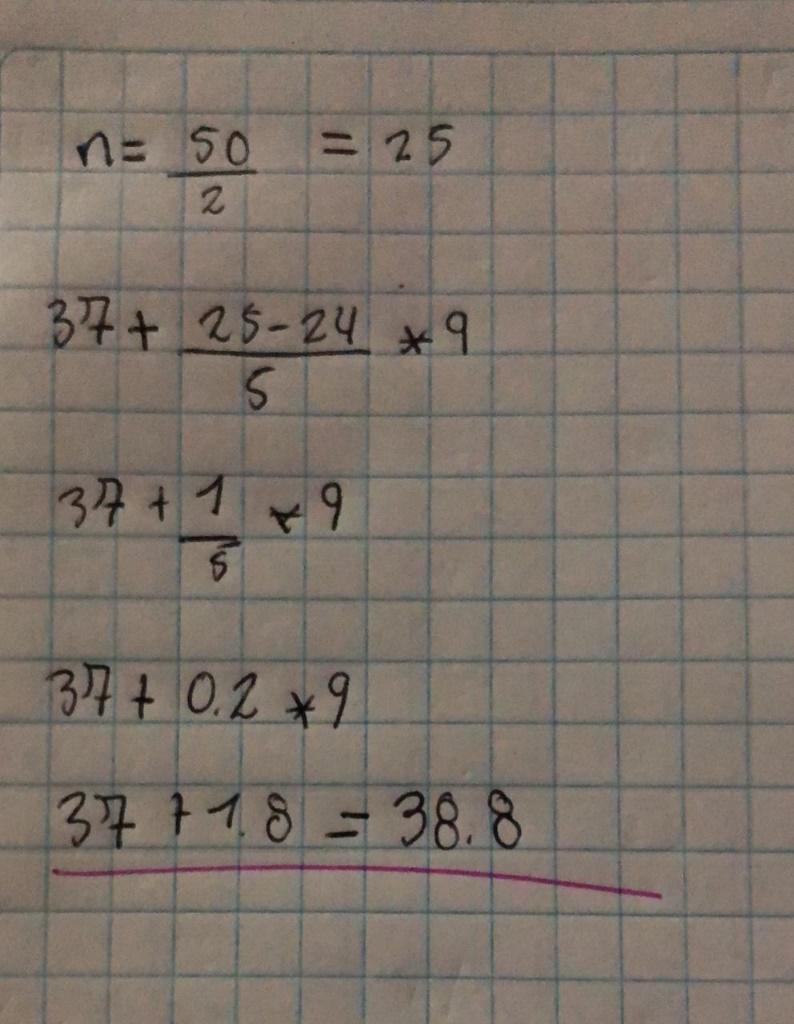 n = 50/2 = 25
37 + 25-24/5 * 9
37 + 1/5 * 9
37 + 0.2 * 9
37 + 1.8 = 38.8